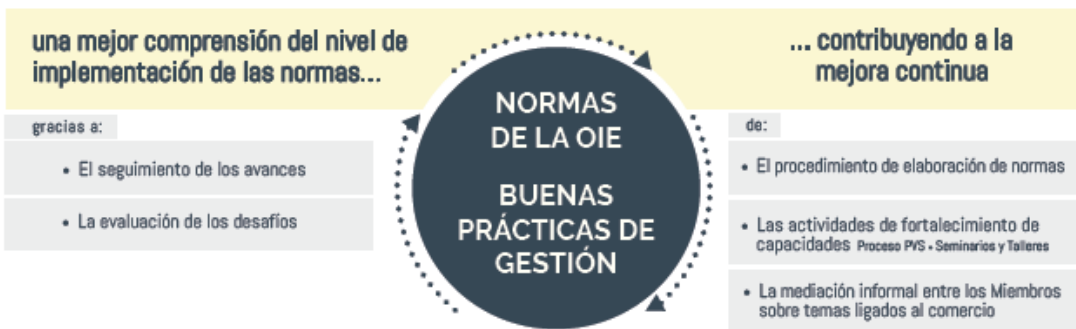 una mejor comprensión del nivel de
implementación de las normas...
gracias a:
• El seguimiento de los avances
• La evaluación de los desafíos
NORMAS
DE LA OIE
BUENAS
PRÁCTICAS DE
GESTIÓN
... contribuyendo a la
mejora continua
de:
• El procedimiento de elaboración de normas
• Las actividades de fortalecimiento de
capacidades Proceso PVS • Seminarios y Talleres
• La mediación informal entre los Miembros
sobre temas ligados al comercio